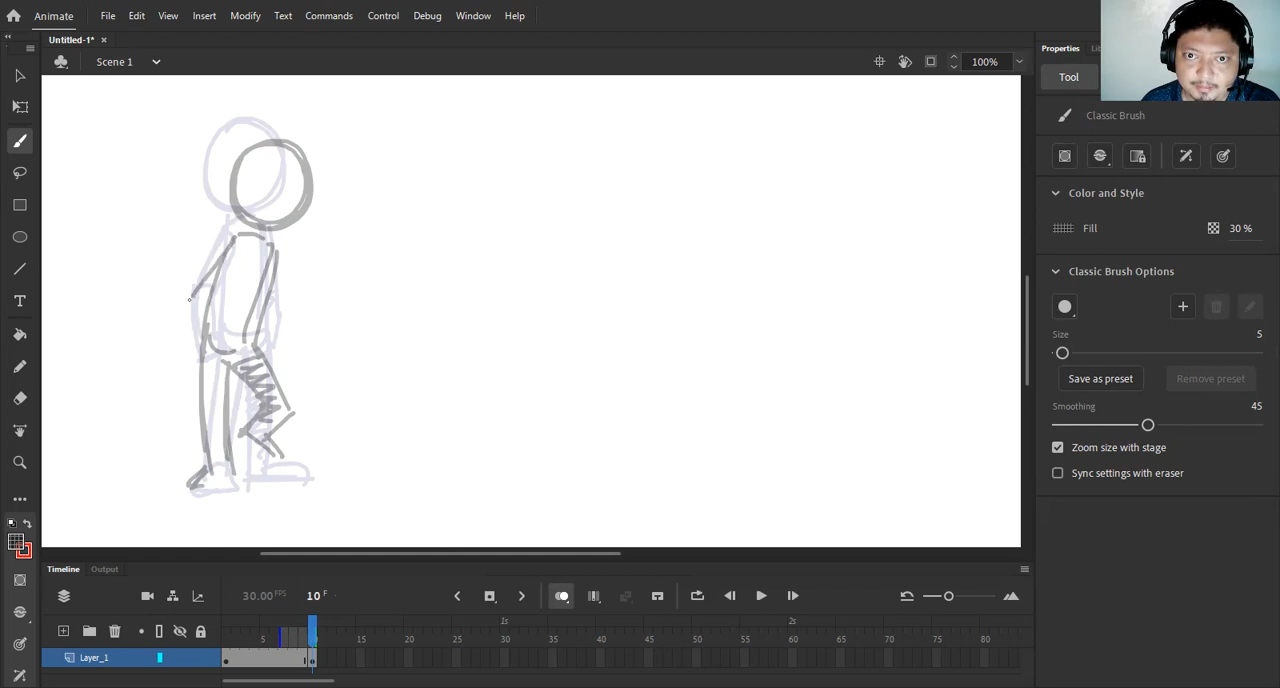 Animate File Edit View Insert Modify Text Commands Control Debug Window Help
Untitled-1* ×
Scene 1 100%
Properties
Tool
Classic Brush
Color and Style
Fill 30 %
Classic Brush Options
Size 5
Save as preset Remove preset
Smoothing 45
Zoom size with stage
Sync settings with eraser
Timeline Output
30.00 FPS 10 F
1s 2s
5 15 20 25 30 35 40 45 50 55 60 65 70 75 80
Layer_1